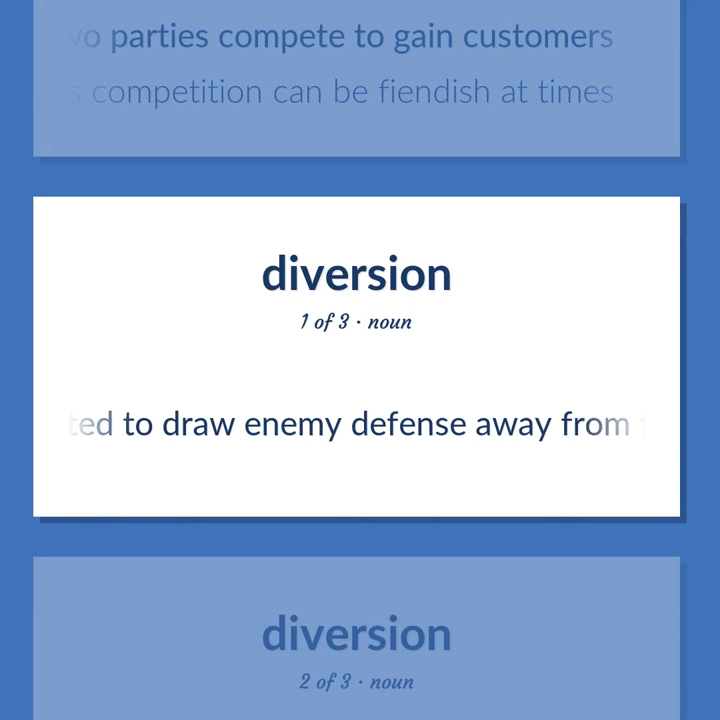 parties compete to gain customers
competition can be fiendish at times
diversion
1 of 3 · noun
to draw enemy defense away from
diversion
2 of 3 · noun